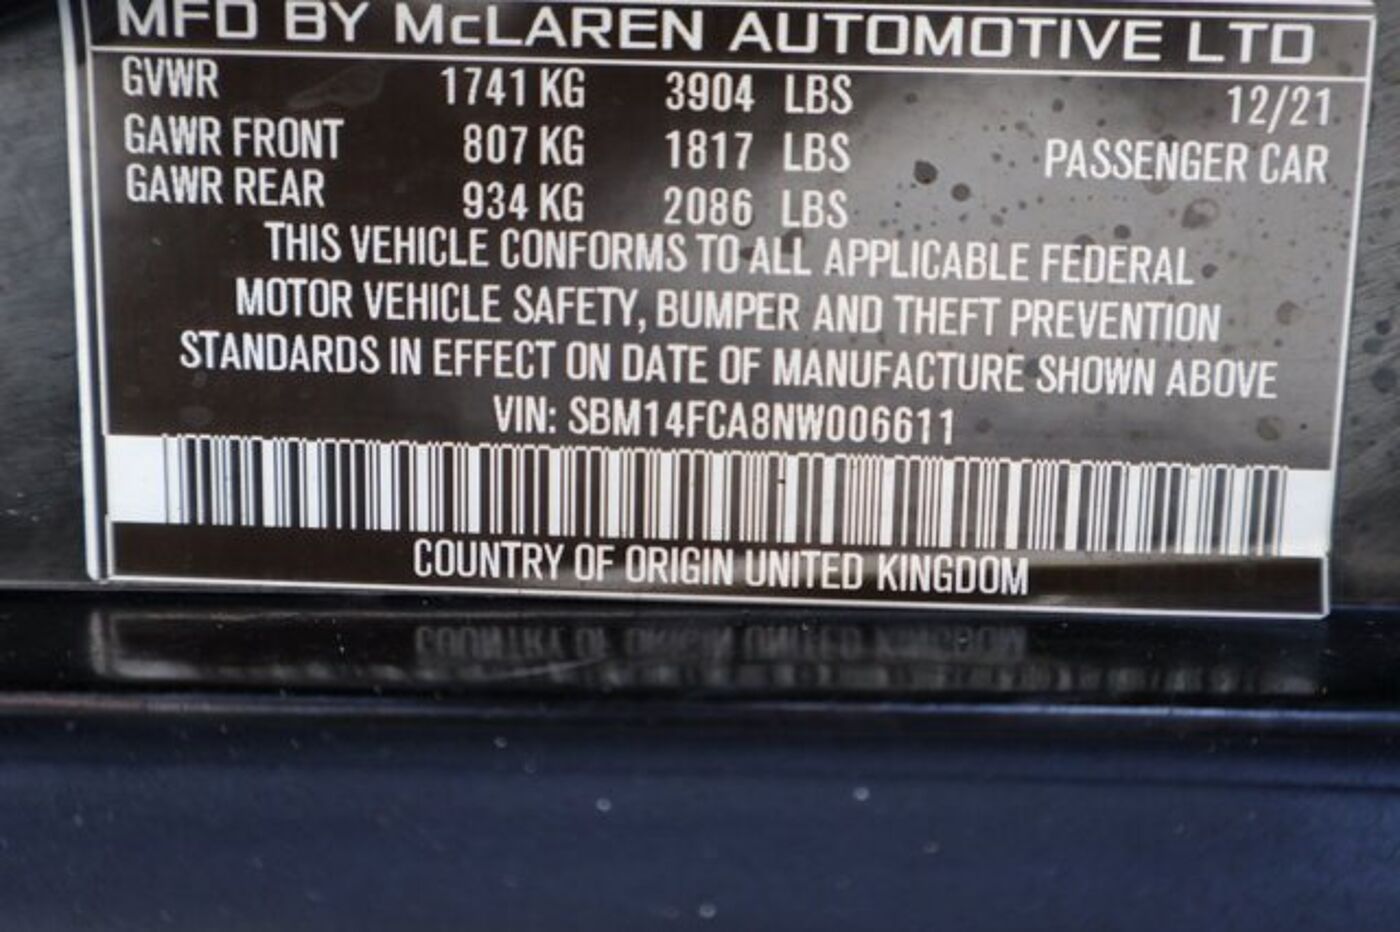 MFD BY McLAREN AUTOMOTIVE LTD
GVWR 1741 KG 3904 LBS 12/21
GAWR FRONT 807 KG 1817 LBS PASSENGER CAR
GAWR REAR 934 KG 2086 LBS
THIS VEHICLE CONFORMS TO ALL APPLICABLE FEDERAL
MOTOR VEHICLE SAFETY, BUMPER AND THEFT PREVENTION
STANDARDS IN EFFECT ON DATE OF MANUFACTURE SHOWN ABOVE
VIN: SBM14FCA8NW006611
COUNTRY OF ORIGIN UNITED KINGDOM